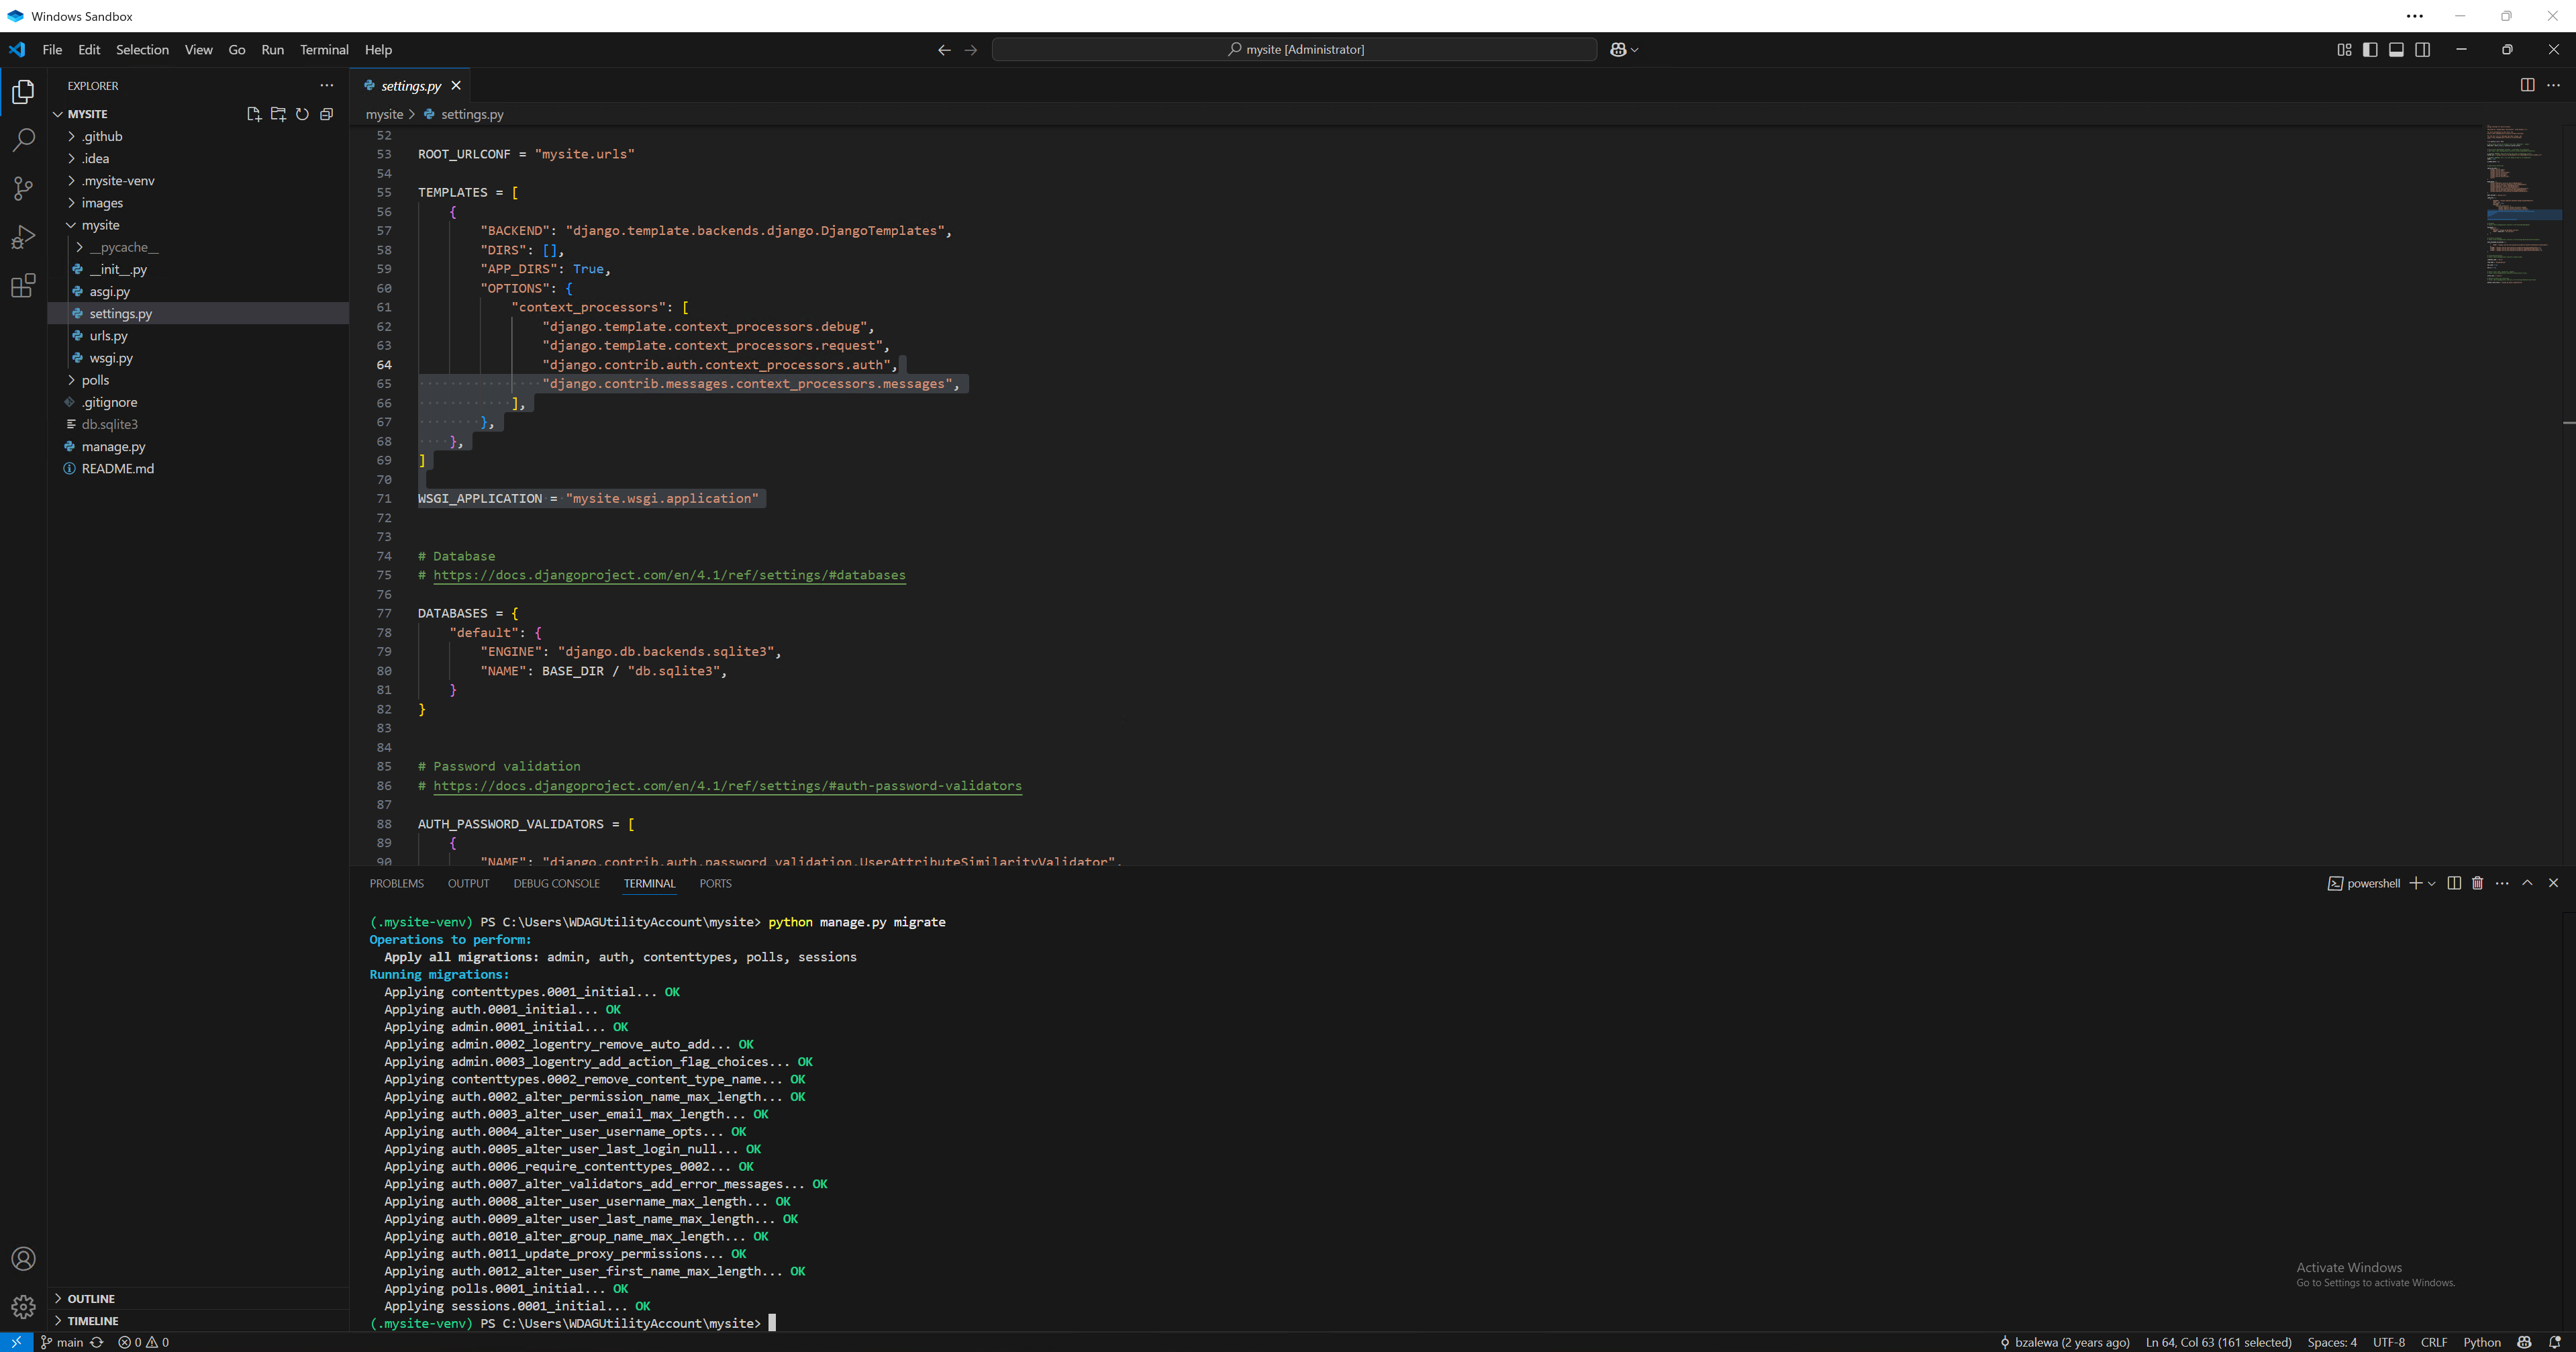 Windows Sandbox
File Edit Selection View Go Run Terminal Help
mysite [Administrator]
EXPLORER
MYSITE
.github
.idea
.mysite-venv
images
mysite
__pycache__
__init__.py
asgi.py
settings.py
urls.py
wsgi.py
polls
.gitignore
db.sqlite3
manage.py
README.md
OUTLINE
TIMELINE
settings.py
mysite > settings.py
52
53 ROOT_URLCONF = "mysite.urls"
54
55 TEMPLATES = [
56 {
57 "BACKEND": "django.template.backends.django.DjangoTemplates",
58 "DIRS": [],
59 "APP_DIRS": True,
60 "OPTIONS": {
61 "context_processors": [
62 "django.template.context_processors.debug",
63 "django.template.context_processors.request",
64 "django.contrib.auth.context_processors.auth",
65 "django.contrib.messages.context_processors.messages",
66 ],
67 },
68 },
69 ]
70
71 WSGI_APPLICATION = "mysite.wsgi.application"
72
73
74 # Database
75 # https://docs.djangoproject.com/en/4.1/ref/settings/#databases
76
77 DATABASES = {
78 "default": {
79 "ENGINE": "django.db.backends.sqlite3",
80 "NAME": BASE_DIR / "db.sqlite3",
81 }
82 }
83
84
85 # Password validation
86 # https://docs.djangoproject.com/en/4.1/ref/settings/#auth-password-validators
87
88 AUTH_PASSWORD_VALIDATORS = [
89 {
90 "NAME": "django.contrib.auth.password_validation.UserAttributeSimilarityValidator",
PROBLEMS OUTPUT DEBUG CONSOLE TERMINAL PORTS
powershell
(.mysite-venv) PS C:\Users\WDAGUtilityAccount\mysite> python manage.py migrate
Operations to perform:
Apply all migrations: admin, auth, contenttypes, polls, sessions
Running migrations:
Applying contenttypes.0001_initial... OK
Applying auth.0001_initial... OK
Applying admin.0001_initial... OK
Applying admin.0002_logentry_remove_auto_add... OK
Applying admin.0003_logentry_add_action_flag_choices... OK
Applying contenttypes.0002_remove_content_type_name... OK
Applying auth.0002_alter_permission_name_max_length... OK
Applying auth.0003_alter_user_email_max_length... OK
Applying auth.0004_alter_user_username_opts... OK
Applying auth.0005_alter_user_last_login_null... OK
Applying auth.0006_require_contenttypes_0002... OK
Applying auth.0007_alter_validators_add_error_messages... OK
Applying auth.0008_alter_user_username_max_length... OK
Applying auth.0009_alter_user_last_name_max_length... OK
Applying auth.0010_alter_group_name_max_length... OK
Applying auth.0011_update_proxy_permissions... OK
Applying auth.0012_alter_user_first_name_max_length... OK
Applying polls.0001_initial... OK
Applying sessions.0001_initial... OK
(.mysite-venv) PS C:\Users\WDAGUtilityAccount\mysite>
Activate Windows
Go to Settings to activate Windows.
main 0 0 bzalewa (2 years ago) Ln 64, Col 63 (161 selected) Spaces: 4 UTF-8 CRLF Python